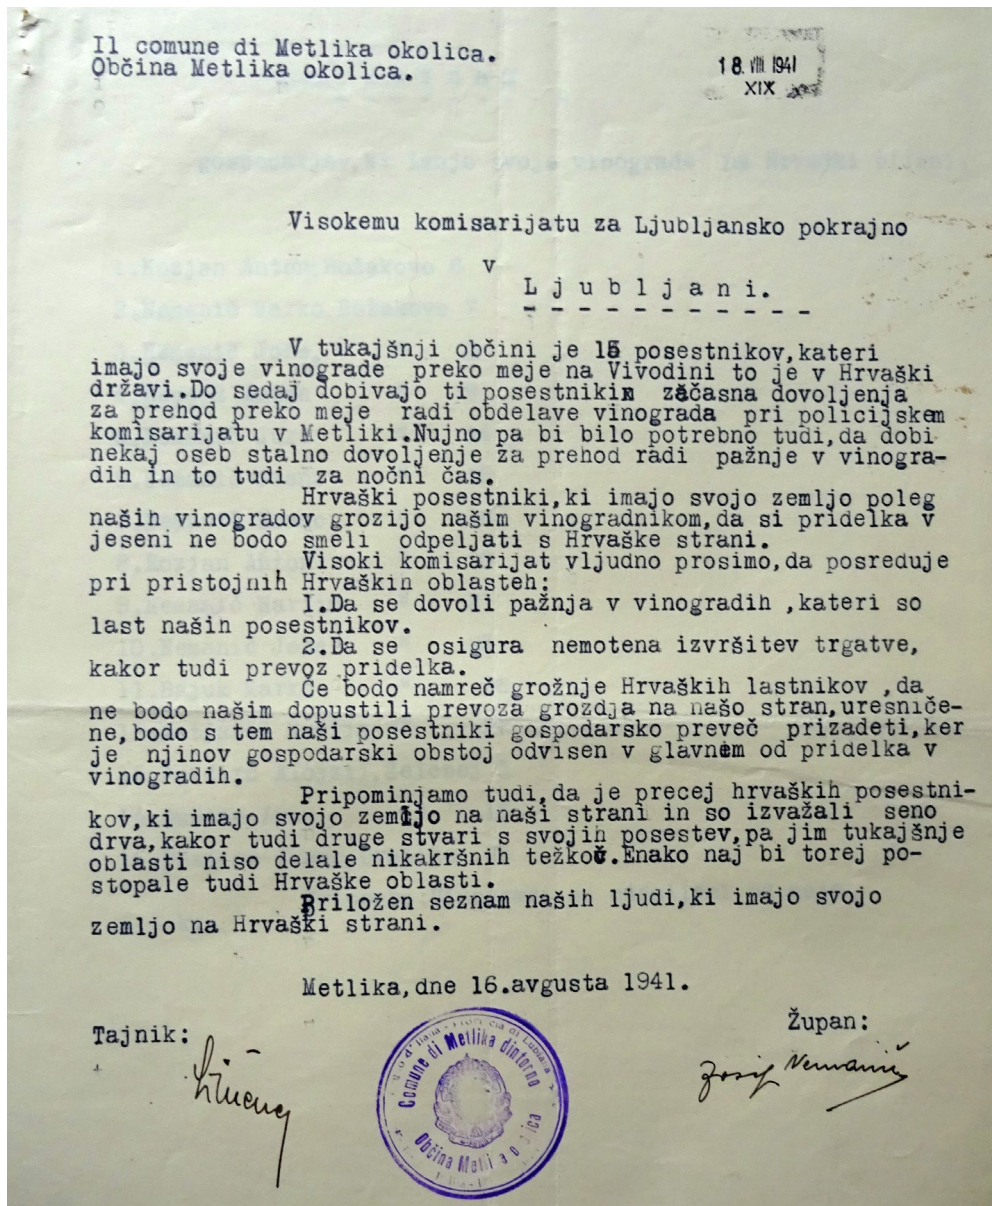 Il comune di Metlika okolica.
Občina Metlika okolica.
18. VIII. 1941
XIX
Visokemu komisarijatu za Ljubljansko pokrajno
v
Ljubljani.
V tukajšnji občini je 15 posestnikov,kateri
imajo svoje vinograde preko meje na Vivodini to je v Hrvaški
državi.Do sedaj dobivajo ti posestniki začasna dovoljenja
za prehod preko meje radi obdelave vinograda pri policijskem
komisarijatu v Metliki.Nujno pa bi bilo potrebno tudi,da dobi
nekaj oseb stalno dovoljenje za prehod radi pažnje v vinogra-
dih in to tudi za nočni čas.
Hrvaški posestniki,ki imajo svojo zemljo poleg
naših vinogradov grozijo našim vinogradnikom,da si pridelka v
jeseni ne bodo smeli odpeljati s Hrvaške strani.
Visoki komisarijat vljudno prosimo,da posreduje
pri pristojnih Hrvaškin oblasteh:
1.Da se dovoli pažnja v vinogradih ,kateri so
last našin posestnikov.
2.Da se osigura nemotena izvršitev trgatve,
kakor tudi prevoz pridelka.
Če bodo namreč grožnje Hrvaških lastnikov ,da
ne bodo našim dopustili prevoza grozdja na našo stran,uresniče-
ne,bodo s tem naši posestniki gospodarsko preveč prizadeti,ker
je njinov gospodarski obstoj odvisen v glavnem od pridelka v
vinogradih.
Pripominjamo tudi,da je precej hrvaških posestni-
kov,ki imajo svojo zemljo na naši strani in so izvažali seno
drva,kakor tudi druge stvari s svojih posestev,pa jim tukajšnje
oblasti niso delale nikakršnih težkoč.Enako naj bi torej po-
stopale tudi Hrvaške oblasti.
Priložen seznam naših ljudi,ki imajo svojo
zemljo na Hrvaški strani.
Metlika,dne 16.avgusta 1941.
Tajnik:
Župan:
Comune di Metlika dintorno
Občina Metlika okolica
Josip Nemanič